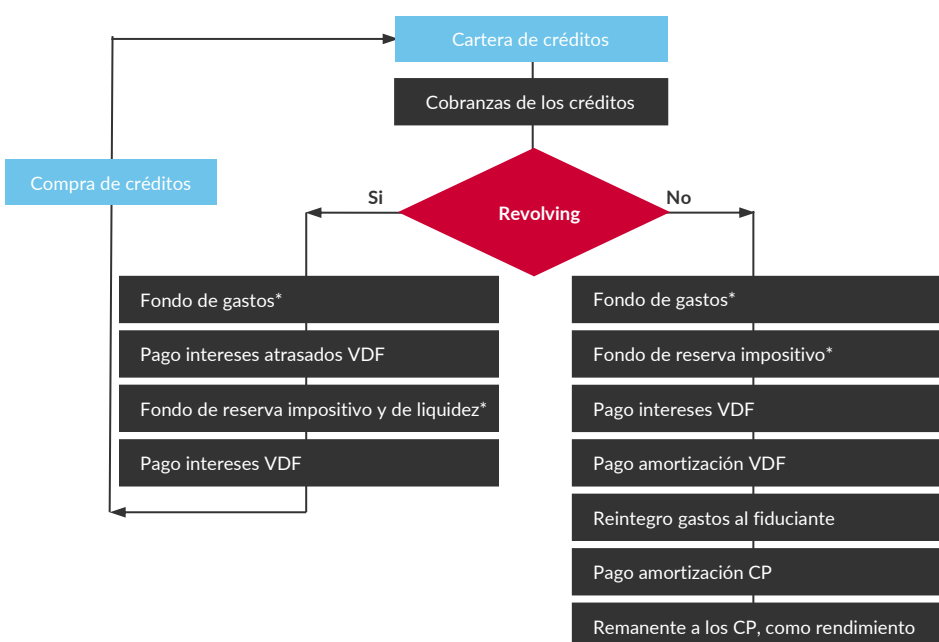 Cartera de créditos
Cobranzas de los créditos
Compra de créditos
Si
Revolving
No
Fondo de gastos*
Pago intereses atrasados VDF
Fondo de reserva impositivo y de liquidez*
Pago intereses VDF
Fondo de gastos*
Fondo de reserva impositivo*
Pago intereses VDF
Pago amortización VDF
Reintegro gastos al fiduciante
Pago amortización CP
Remanente a los CP, como rendimiento